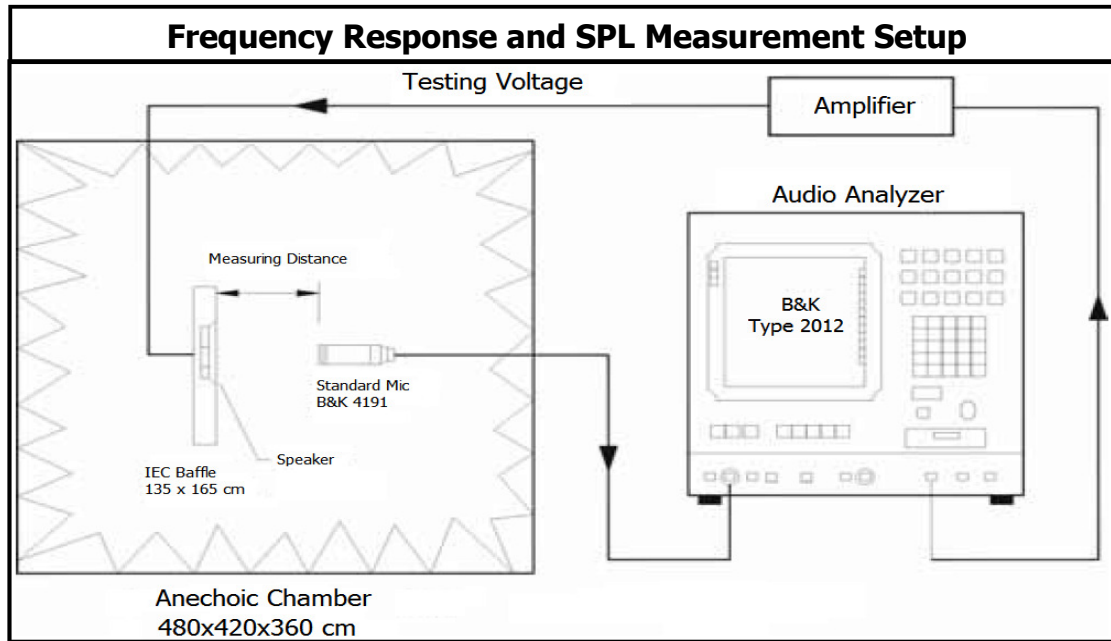 Frequency Response and SPL Measurement Setup
Testing Voltage
Amplifier
Audio Analyzer
Measuring Distance
B&K
Type 2012
Standard Mic
B&K 4191
Speaker
IEC Baffle
135 x 165 cm
Anechoic Chamber
480x420x360 cm